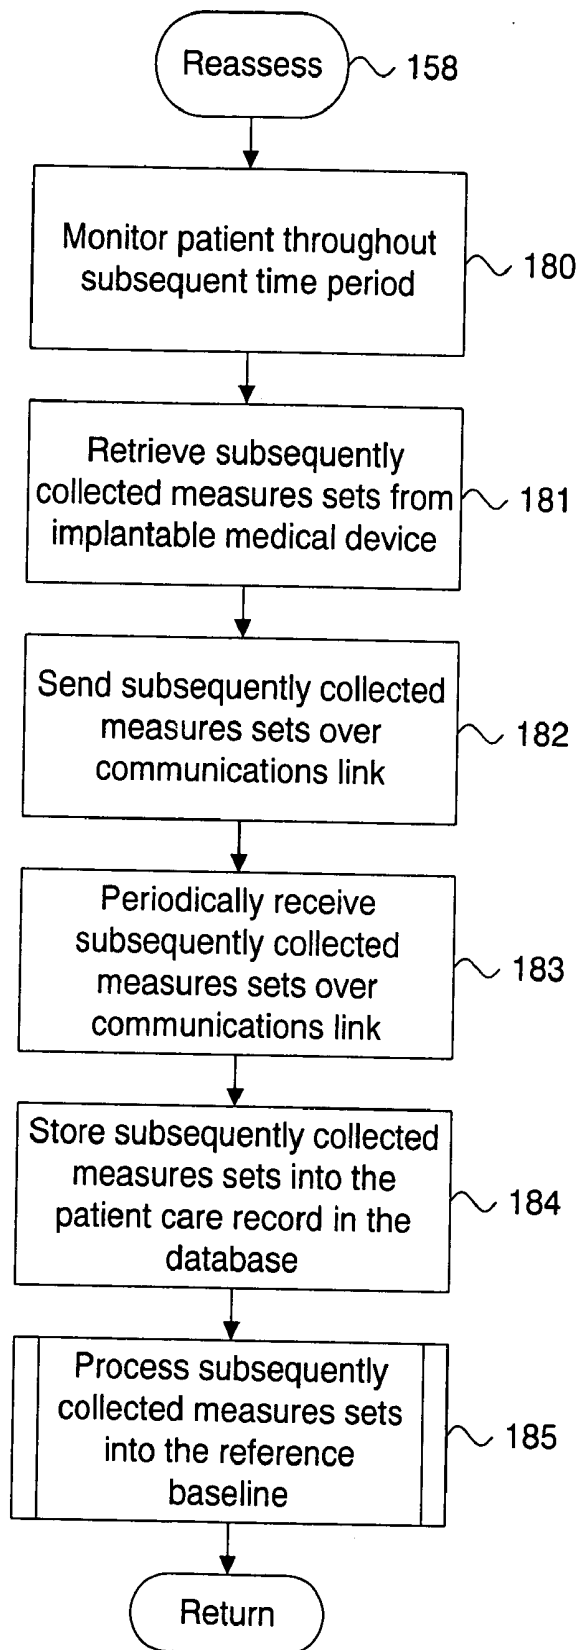 Reassess
158
Monitor patient throughout
subsequent time period
180
Retrieve subsequently
collected measures sets from
implantable medical device
181
Send subsequently collected
measures sets over
communications link
182
Periodically receive
subsequently collected
measures sets over
communications link
183
Store subsequently collected
measures sets into the
patient care record in the
database
184
Process subsequently
collected measures sets
into the reference
baseline
185
Return